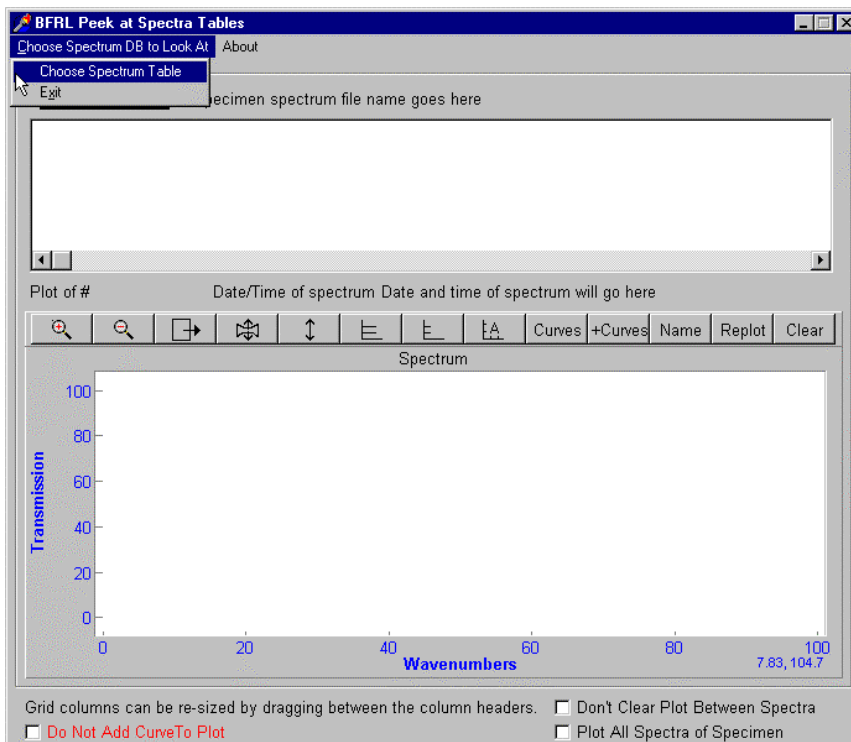 BFRL Peek at Spectra Tables
Choose Spectrum DB to Look At About
Choose Spectrum Table
Exit
specimen spectrum file name goes here
Plot of # Date/Time of spectrum Date and time of spectrum will go here
A Curves +Curves Name Replot Clear
Spectrum
Transmission
100
80
60
40
20
0
0 20 40 60 80 100
Wavenumbers
7.83, 104.7
Grid columns can be re-sized by dragging between the column headers. Don't Clear Plot Between Spectra
Do Not Add CurveTo Plot Plot All Spectra of Specimen